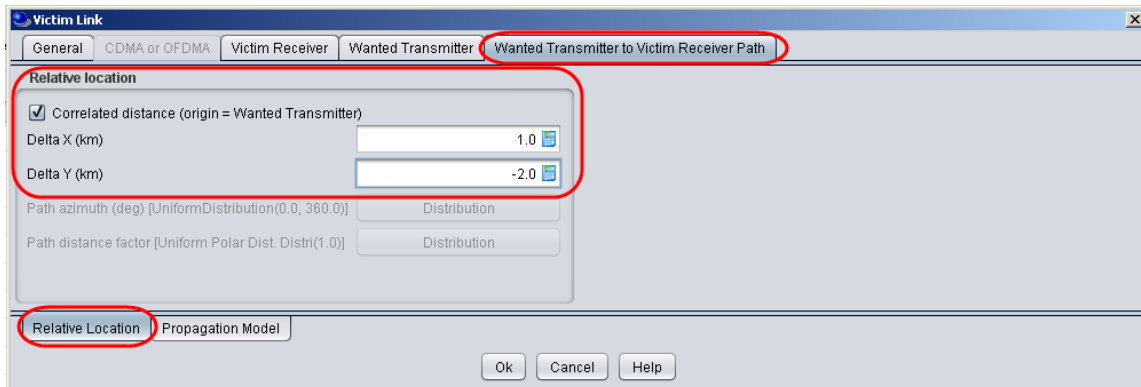 Victim Link
General CDMA or OFDMA Victim Receiver Wanted Transmitter Wanted Transmitter to Victim Receiver Path
Relative location
Correlated distance (origin = Wanted Transmitter)
Delta X (km) 1.0
Delta Y (km) -2.0
Path azimuth (deg) [UniformDistribution(0.0, 360.0)] Distribution
Path distance factor [Uniform Polar Dist. Distri(1.0)] Distribution
Relative Location Propagation Model
Ok Cancel Help